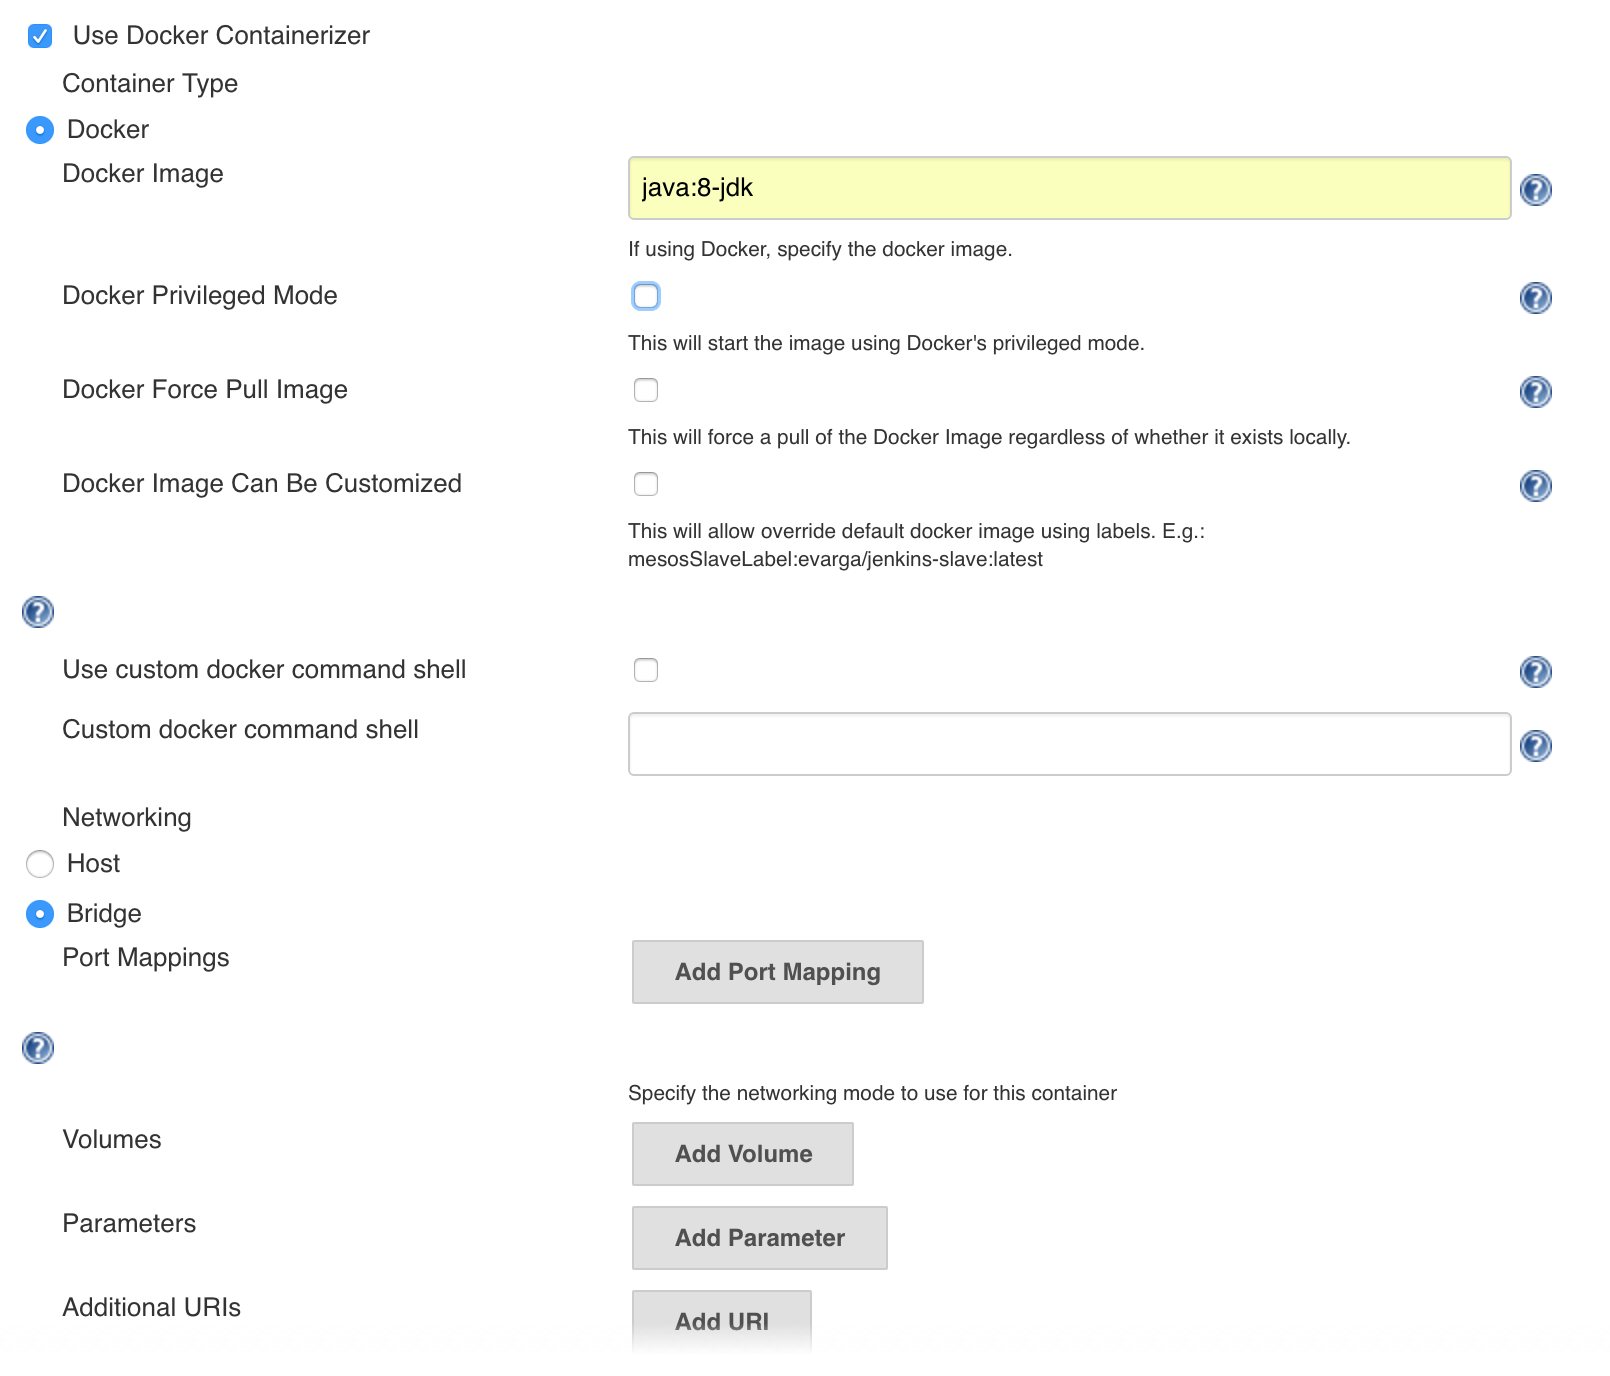 Use Docker Containerizer
Container Type
Docker
Docker Image
java:8-jdk
If using Docker, specify the docker image.
Docker Privileged Mode
This will start the image using Docker's privileged mode.
Docker Force Pull Image
This will force a pull of the Docker Image regardless of whether it exists locally.
Docker Image Can Be Customized
This will allow override default docker image using labels. E.g.:
mesosSlaveLabel:evarga/jenkins-slave:latest
Use custom docker command shell
Custom docker command shell
Networking
Host
Bridge
Port Mappings
Add Port Mapping
Specify the networking mode to use for this container
Volumes
Add Volume
Parameters
Add Parameter
Additional URIs
Add URI